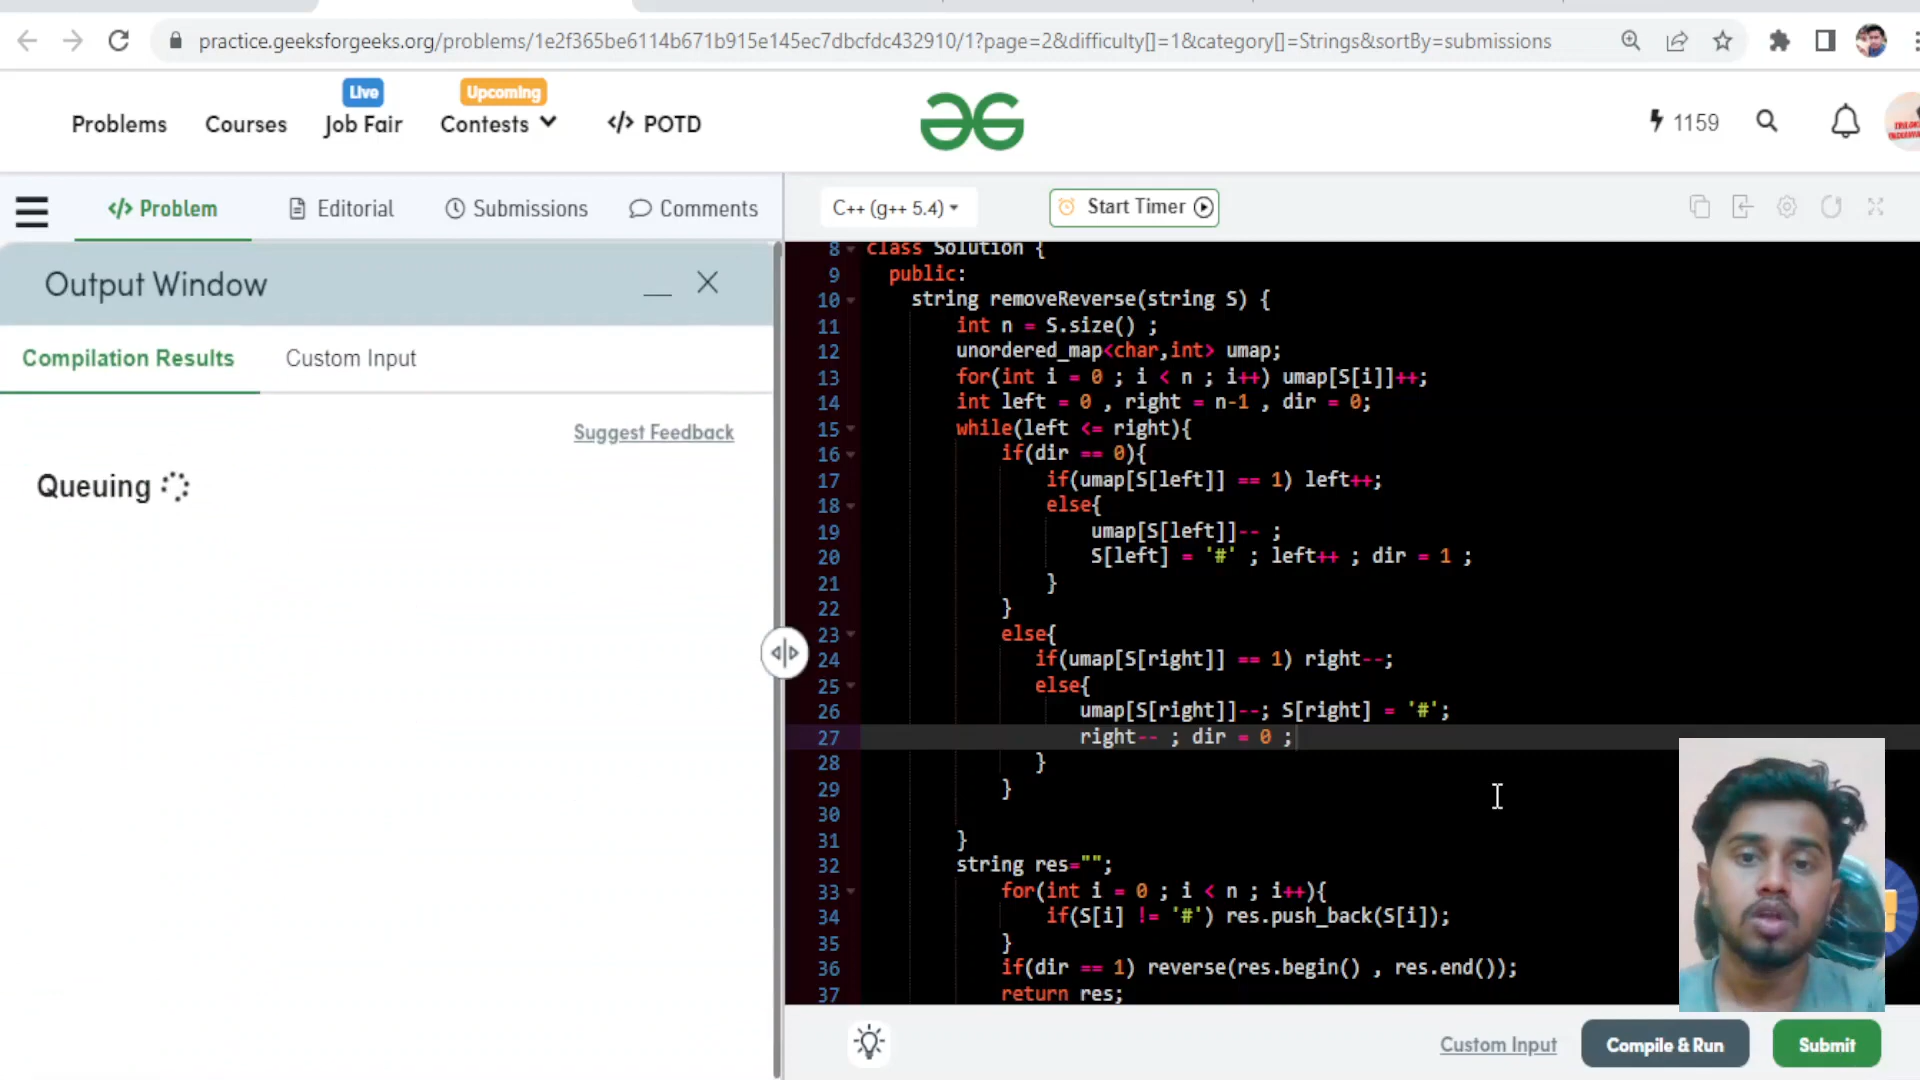 practice.geeksforgeeks.org/problems/1e2f365be6114b671b915e145ec7dbcfdc432910/1?page=2&difficulty[]=1&category[]=Strings&sortBy=submissions
Live
Upcoming
Problems
Courses
Job Fair
Contests
</> POTD
1159
</> Problem
Editorial
Submissions
Comments
C++ (g++ 5.4)
Start Timer
Output Window
Compilation Results
Custom Input
Suggest Feedback
Queuing
8 class Solution {
9 public:
10 string removeReverse(string S) {
11 int n = S.size() ;
12 unordered_map<char,int> umap;
13 for(int i = 0 ; i < n ; i++) umap[S[i]]++;
14 int left = 0 , right = n-1 , dir = 0;
15 while(left <= right){
16 if(dir == 0){
17 if(umap[S[left]] == 1) left++;
18 else{
19 umap[S[left]]-- ;
20 S[left] = '#' ; left++ ; dir = 1 ;
21 }
22 }
23 else{
24 if(umap[S[right]] == 1) right--;
25 else{
26 umap[S[right]]--; S[right] = '#';
27 right-- ; dir = 0 ;
28 }
29 }
30
31 }
32 string res="";
33 for(int i = 0 ; i < n ; i++){
34 if(S[i] != '#') res.push_back(S[i]);
35 }
36 if(dir == 1) reverse(res.begin() , res.end());
37 return res;
Custom Input
Compile & Run
Submit